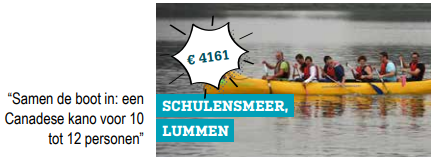 “Samen de boot in: een
Canadese kano voor 10
tot 12 personen”
€ 4161
SCHULENSMEER,
LUMMEN